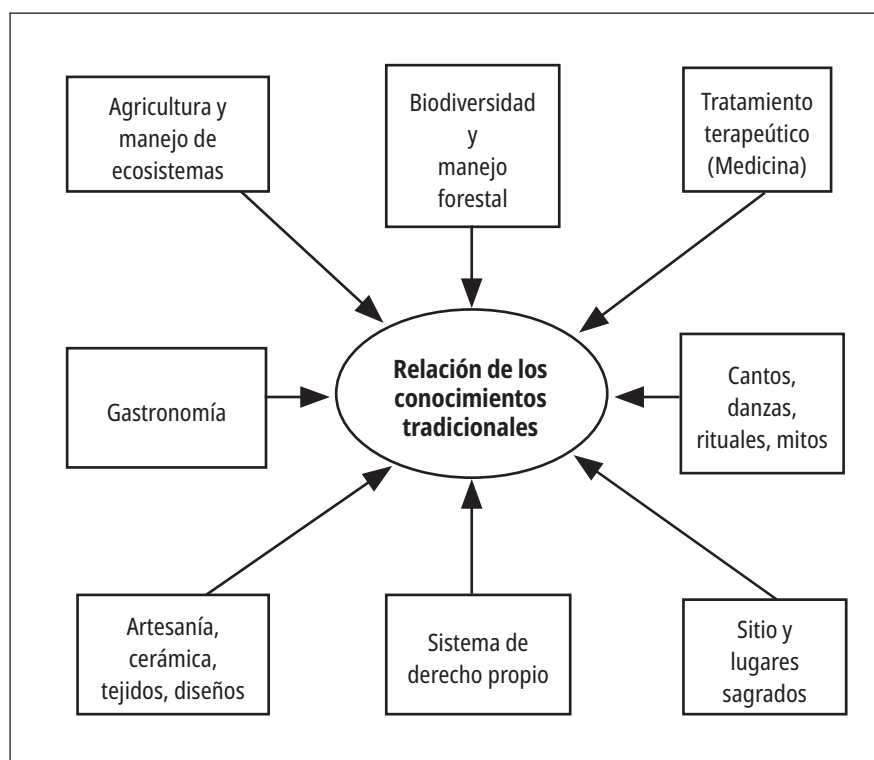 Agricultura y
manejo de
ecosistemas
Biodiversidad
y
manejo
forestal
Tratamiento
terapeútico
(Medicina)
Gastronomía
Relación de los
conocimientos
tradicionales
Cantos,
danzas,
rituales, mitos
Artesanía,
cerámica,
tejidos, diseños
Sistema de
derecho propio
Sitio y
lugares
sagrados